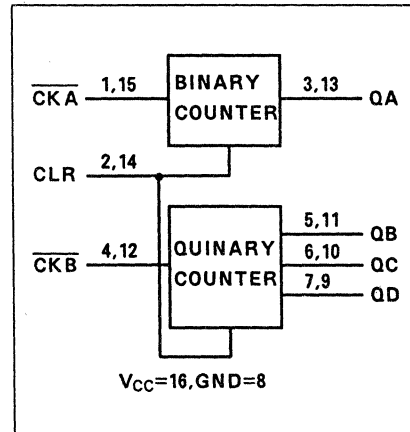 1,15
CKA
BINARY
COUNTER
3,13
QA
2,14
CLR
4,12
CKB
QUINARY
COUNTER
5,11
QB
6,10
QC
7,9
QD
VCC=16,GND=8